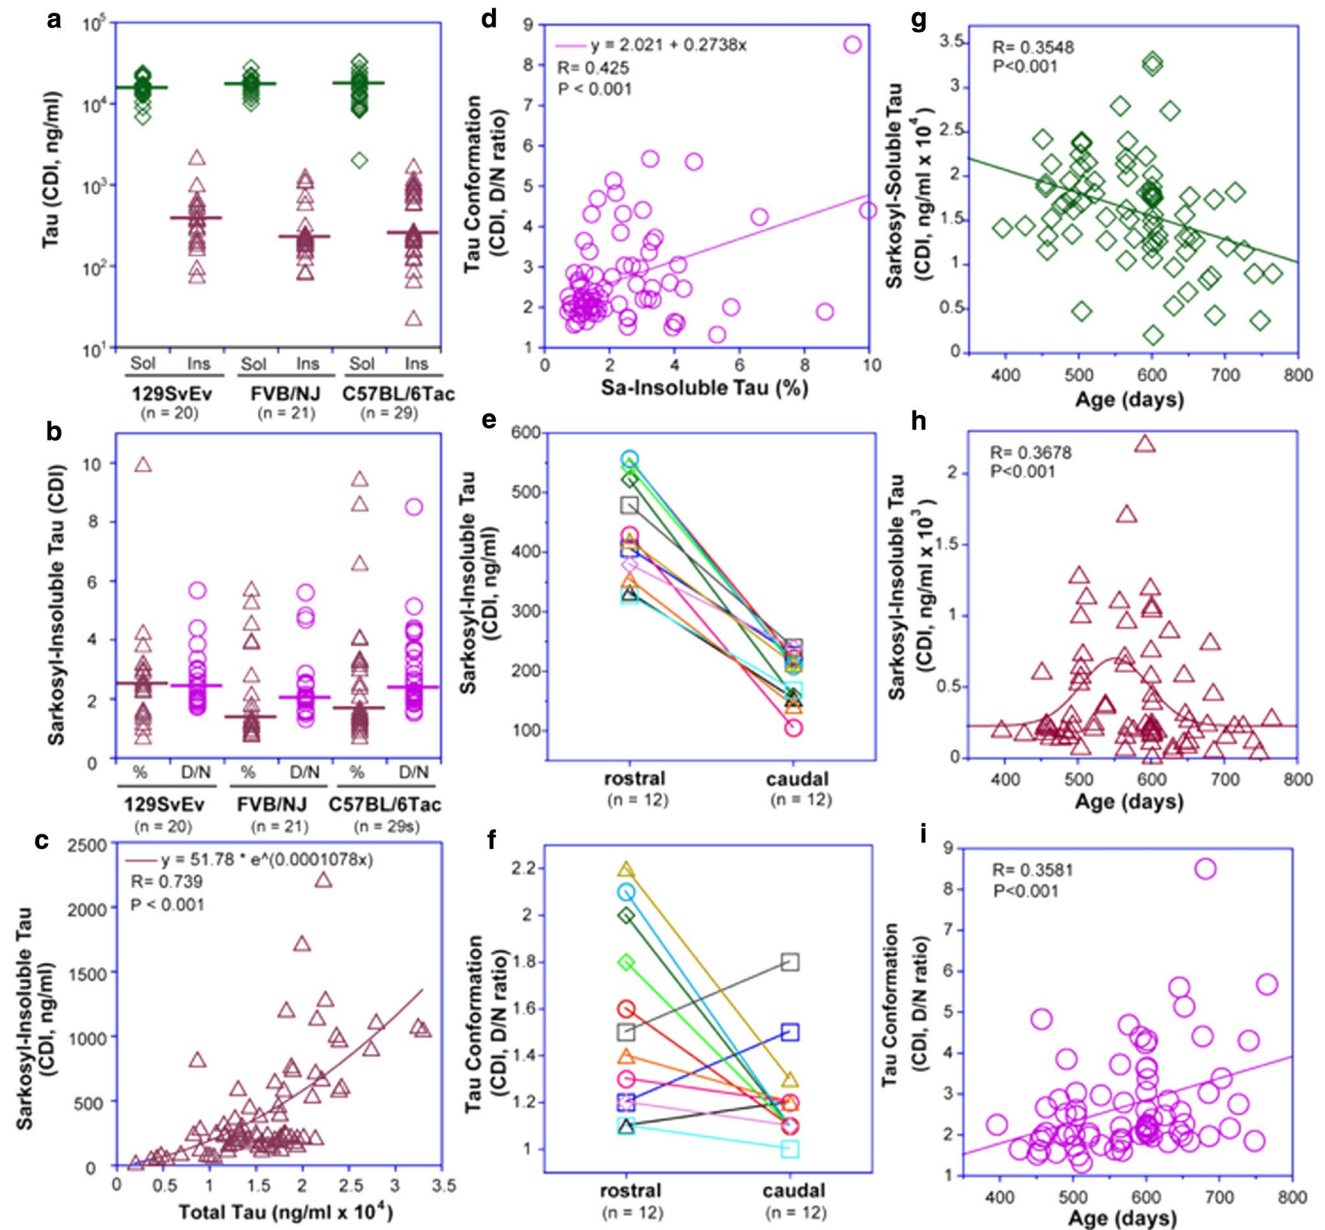 a
10⁵
10⁴
10³
10²
10¹
Tau (CDI, ng/ml)
Sol Ins Sol Ins Sol Ins
129SvEv FVB/NJ C57BL/6Tac
(n = 20) (n = 21) (n = 29)
b
10
8
6
4
2
0
Sarkosyl-Insoluble Tau (CDI)
% D/N % D/N % D/N
129SvEv FVB/NJ C57BL/6Tac
(n = 20) (n = 21) (n = 29s)
c
2500
2000
1500
1000
500
0
Sarkosyl-Insoluble Tau
(CDI, ng/ml)
y = 51.78 * e^(0.0001078x)
R= 0.739
P < 0.001
0 0.5 1.0 1.5 2 2.5 3 3.5
Total Tau (ng/ml x 10⁴)
d
9
8
7
6
5
4
3
2
1
Tau Conformation
(CDI, D/N ratio)
y = 2.021 + 0.2738x
R= 0.425
P < 0.001
0 2 4 6 8 10
Sa-Insoluble Tau (%)
e
600
500
400
300
200
100
Sarkosyl-Insoluble Tau
(CDI, ng/ml)
rostral caudal
(n = 12) (n = 12)
f
2.2
2
1.8
1.6
1.4
1.2
1
Tau Conformation
(CDI, D/N ratio)
rostral caudal
(n = 12) (n = 12)
g
3.5
3
2.5
2
1.5
1
0.5
0
Sarkosyl-Soluble Tau
(CDI, ng/ml x 10⁴)
R= 0.3548
P<0.001
400 500 600 700 800
Age (days)
h
2
1.5
1
0.5
0
Sarkosyl-Insoluble Tau
(CDI, ng/ml x 10³)
R= 0.3678
P<0.001
400 500 600 700 800
Age (days)
i
9
8
7
6
5
4
3
2
1
Tau Conformation
(CDI, D/N ratio)
R= 0.3581
P<0.001
400 500 600 700 800
Age (days)